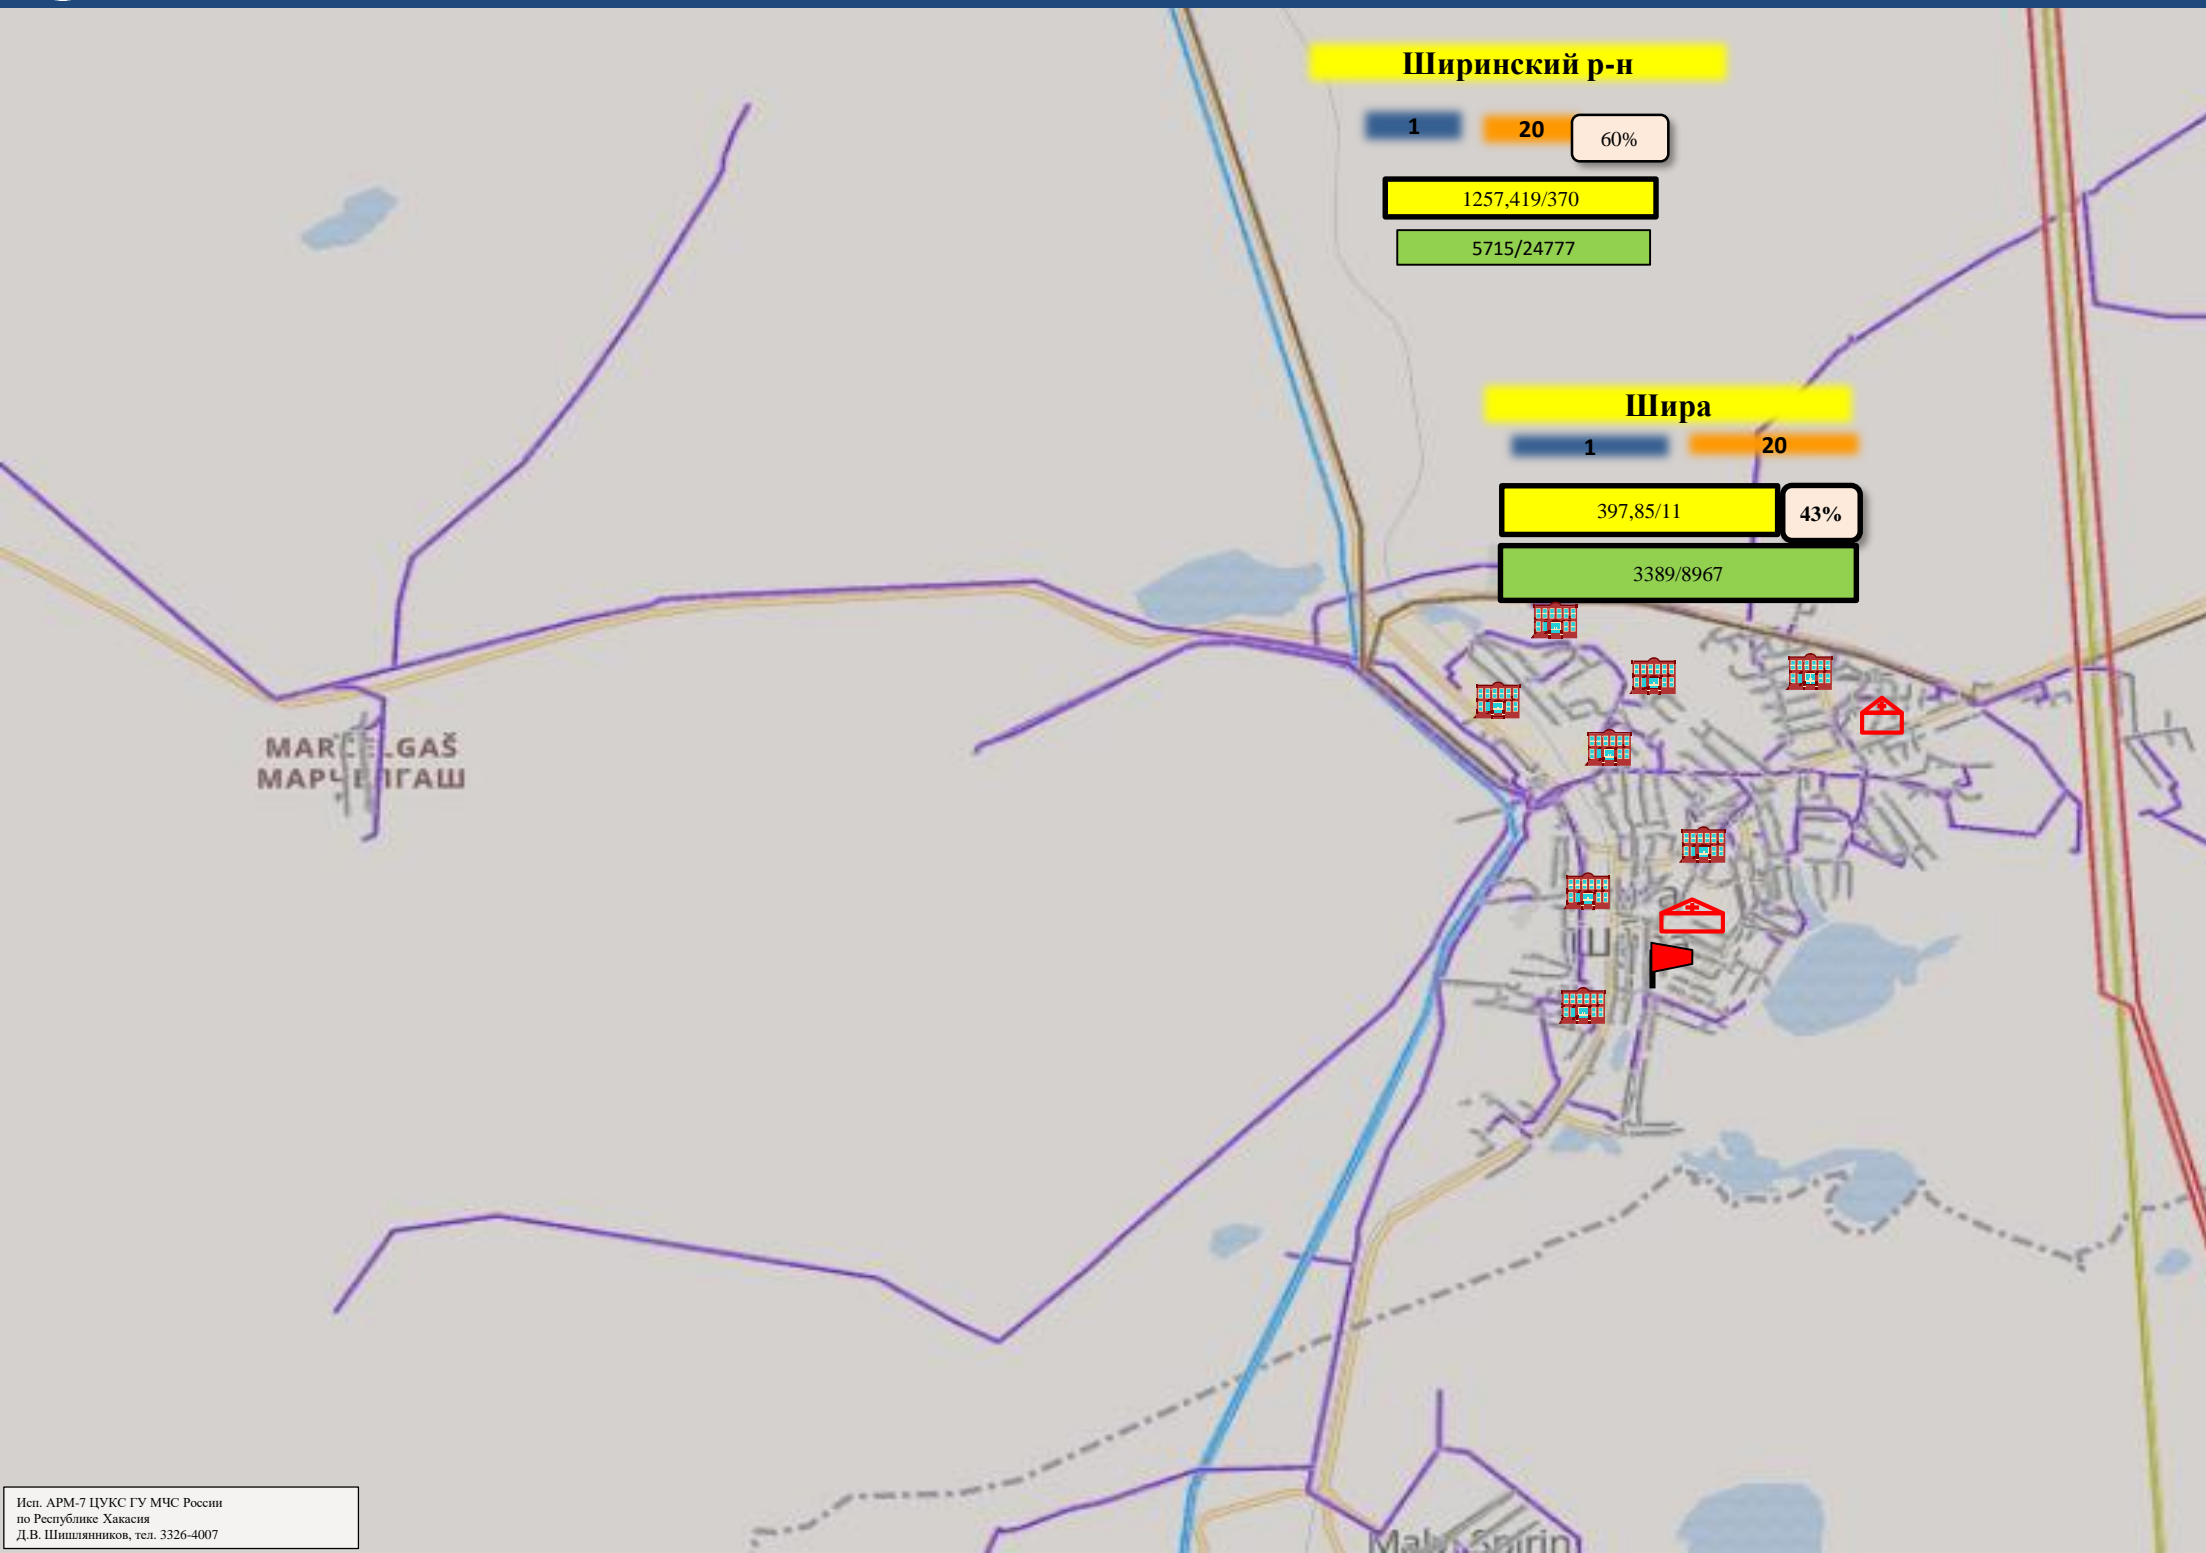 Ширинский р-н
1
20
60%
1257,419/370
5715/24777
Шира
1
20
397,85/11
43%
3389/8967
MARČELGAŠ
МАРЧЕЛГАШ
Ш
Исп. АРМ-7 ЦУКС ГУ МЧС России
по Республике Хакасия
Д.В. Шишлянников, тел. 3326-4007